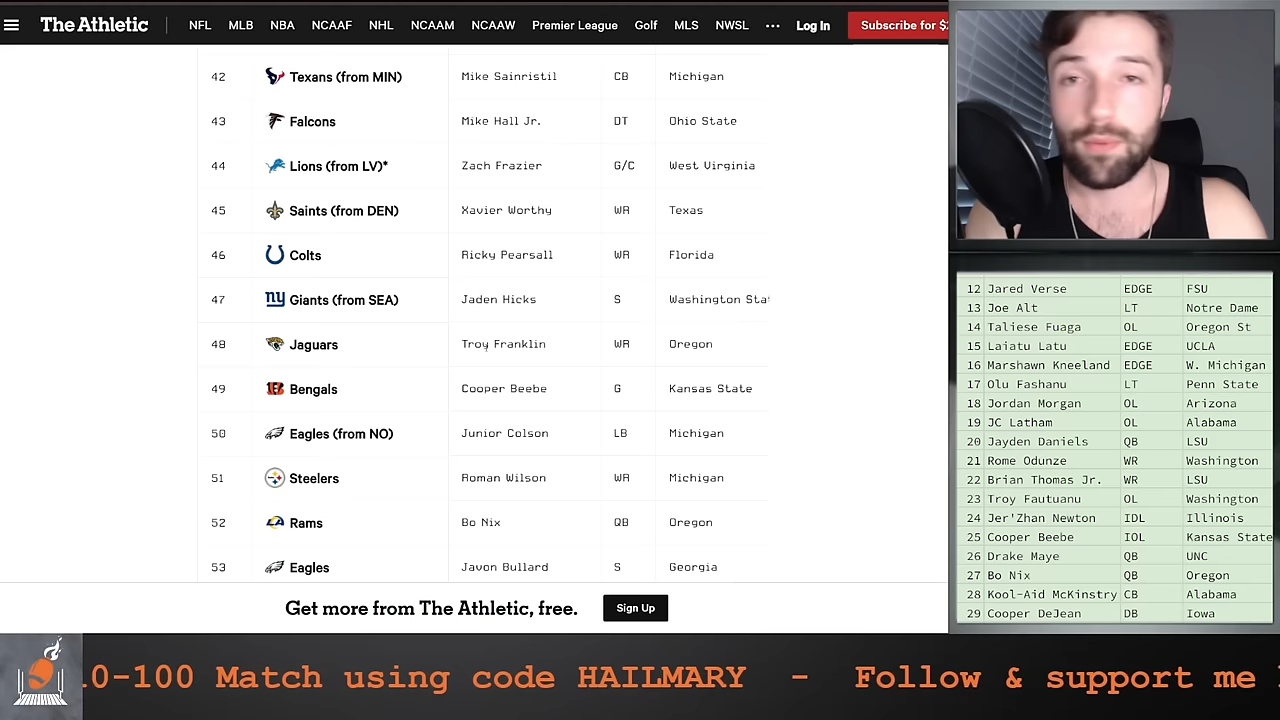 The Athletic NFL MLB NBA NCAAF NHL NCAAM NCAAW Premier League Golf MLS NWSL ••• Log In Subscribe for $
42 Texans (from MIN) Mike Sainristil CB Michigan
43 Falcons Mike Hall Jr. DT Ohio State
44 Lions (from LV)* Zach Frazier G/C West Virginia
45 Saints (from DEN) Xavier Worthy WR Texas
46 Colts Ricky Pearsall WR Florida
47 ny Giants (from SEA) Jaden Hicks S Washington Sta
48 Jaguars Troy Franklin WR Oregon
49 Bengals Cooper Beebe G Kansas State
50 Eagles (from NO) Junior Colson LB Michigan
51 Steelers Roman Wilson WR Michigan
52 Rams Bo Nix QB Oregon
53 Eagles Javon Bullard S Georgia
Get more from The Athletic, free. Sign Up
12 Jared Verse EDGE FSU
13 Joe Alt LT Notre Dame
14 Taliese Fuaga OL Oregon St
15 Laiatu Latu EDGE UCLA
16 Marshawn Kneeland EDGE W. Michigan
17 Olu Fashanu LT Penn State
18 Jordan Morgan OL Arizona
19 JC Latham OL Alabama
20 Jayden Daniels QB LSU
21 Rome Odunze WR Washington
22 Brian Thomas Jr. WR LSU
23 Troy Fautuanu OL Washington
24 Jer'Zhan Newton IDL Illinois
25 Cooper Beebe IOL Kansas State
26 Drake Maye QB UNC
27 Bo Nix QB Oregon
28 Kool-Aid McKinstry CB Alabama
29 Cooper DeJean DB Iowa
0-100 Match using code HAILMARY - Follow & support me